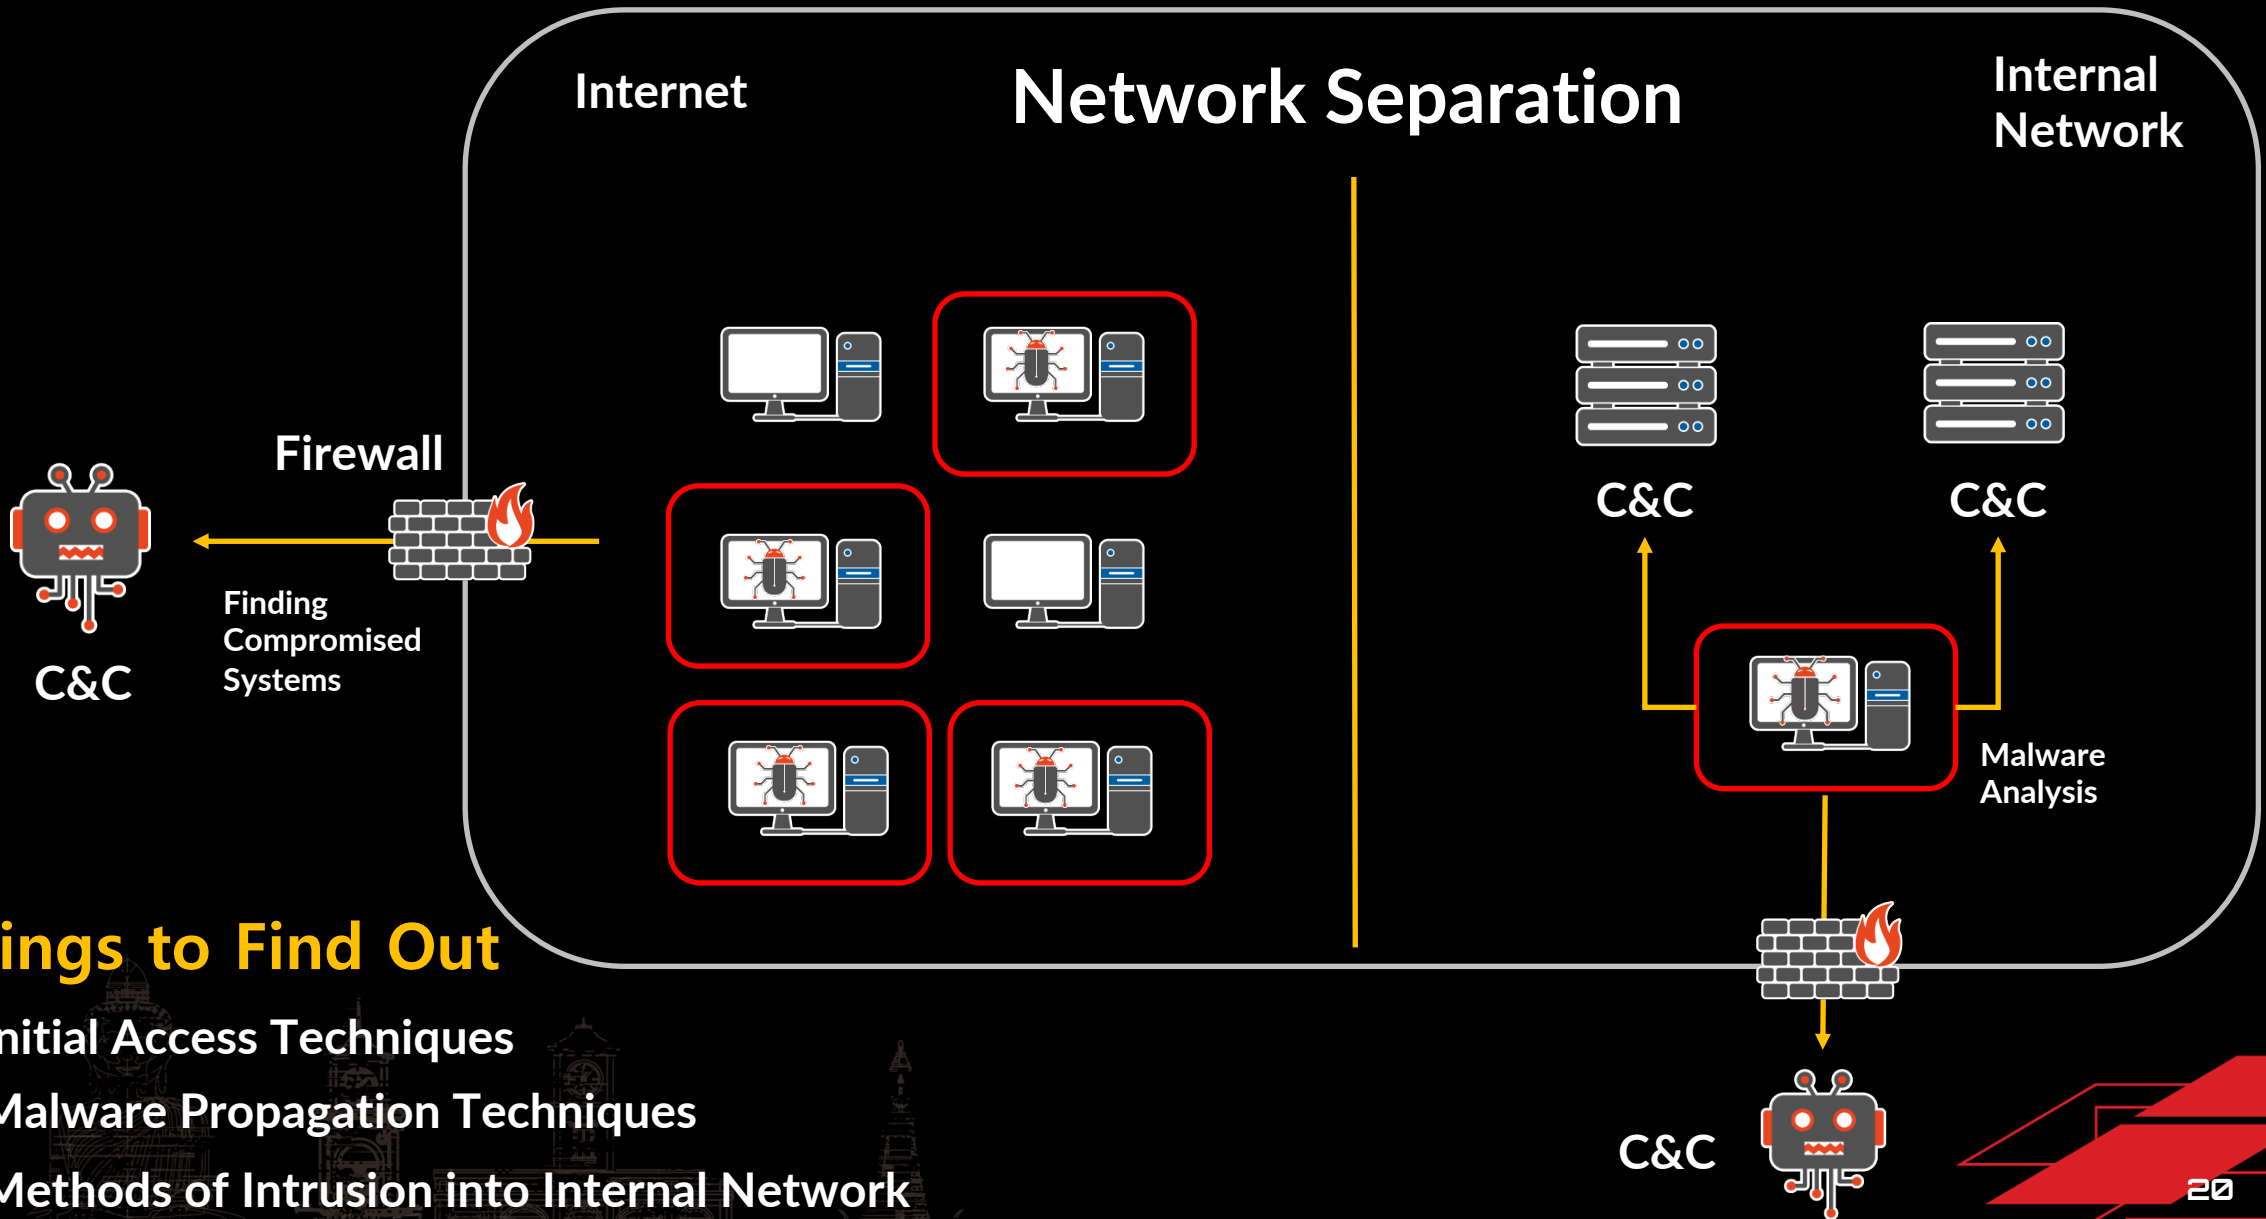 Internet
Network Separation
Internal
Network
Firewall
C&C
C&C
Finding
Compromised
Systems
C&C
Malware
Analysis
ings to Find Out
nitial Access Techniques
Malware Propagation Techniques
Methods of Intrusion into Internal Network
C&C
20